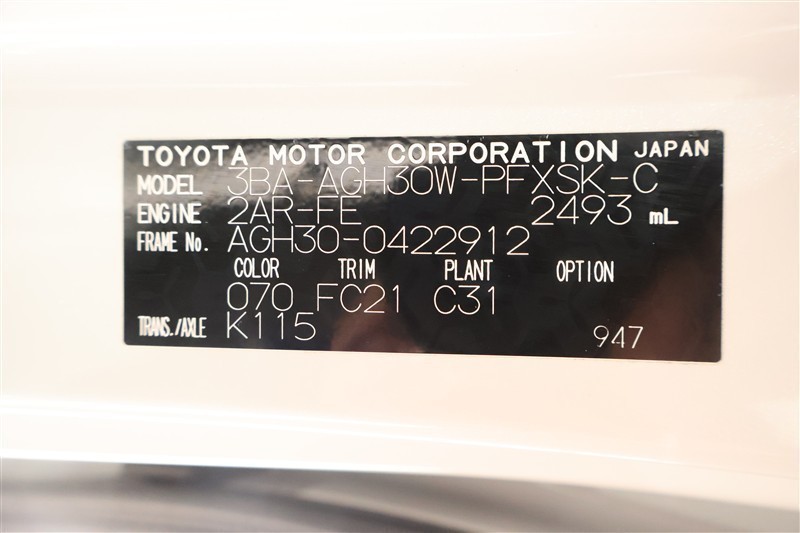 TOYOTA MOTOR CORPORATION JAPAN
MODEL 3BA-AGH30W-PFXSK-C
ENGINE 2AR-FE 2493 mL
FRAME No. AGH30-0422912
COLOR TRIM PLANT OPTION
070 FC21 C31
TRANS./AXLE K115 947